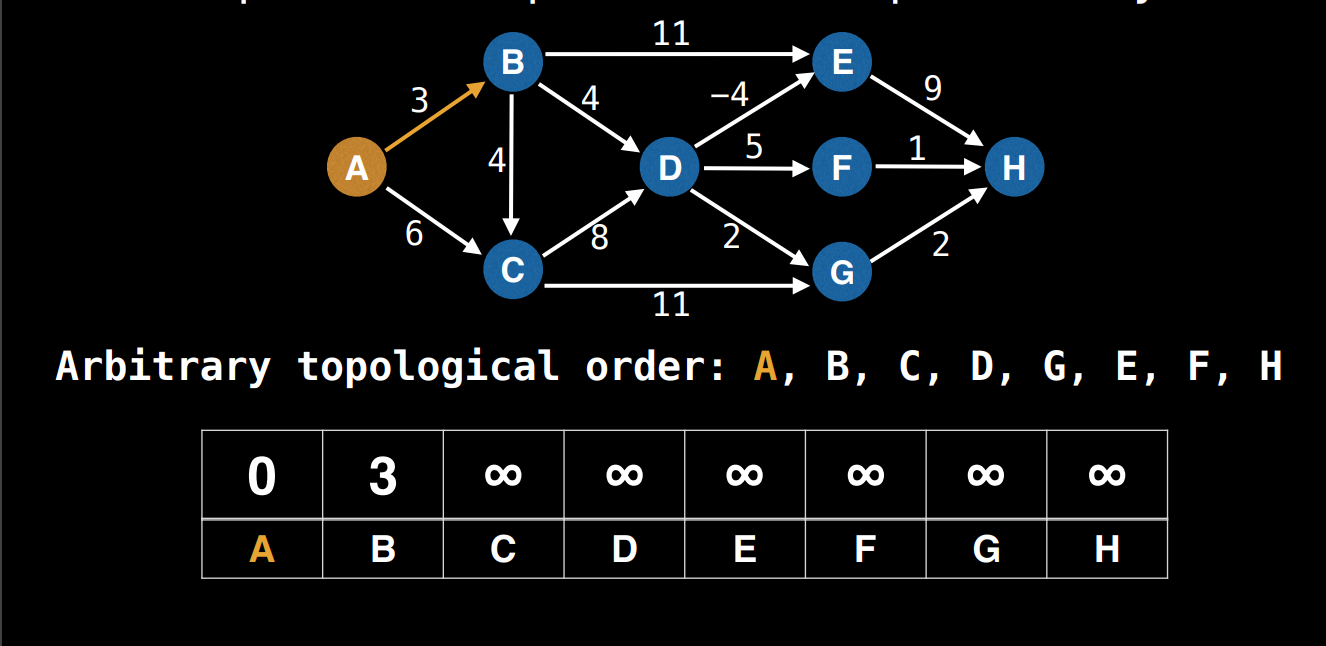 11
B E
3 4 −4 9
A 4 D 5 F 1 H
6 8 2 2
C G
11
Arbitrary topological order: A, B, C, D, G, E, F, H
0 3 ∞ ∞ ∞ ∞ ∞ ∞
A B C D E F G H